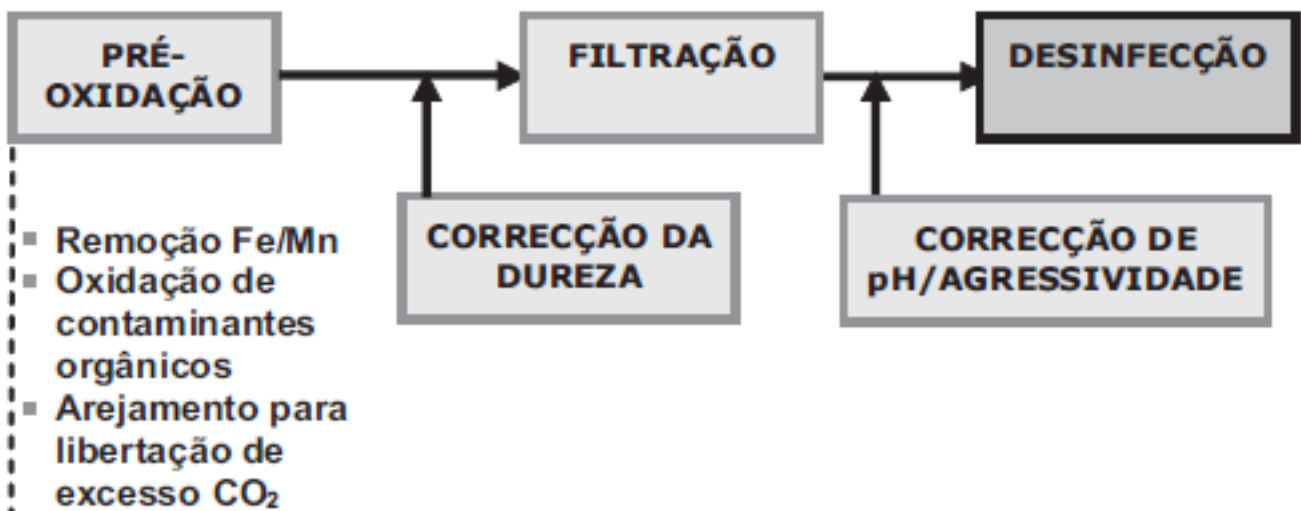 PRÉ-
OXIDAÇÃO
FILTRAÇÃO
DESINFECÇÃO
CORRECÇÃO DA
DUREZA
CORRECÇÃO DE
pH/AGRESSIVIDADE
Remoção Fe/Mn
Oxidação de
contaminantes
orgânicos
Arejamento para
libertação de
excesso CO₂